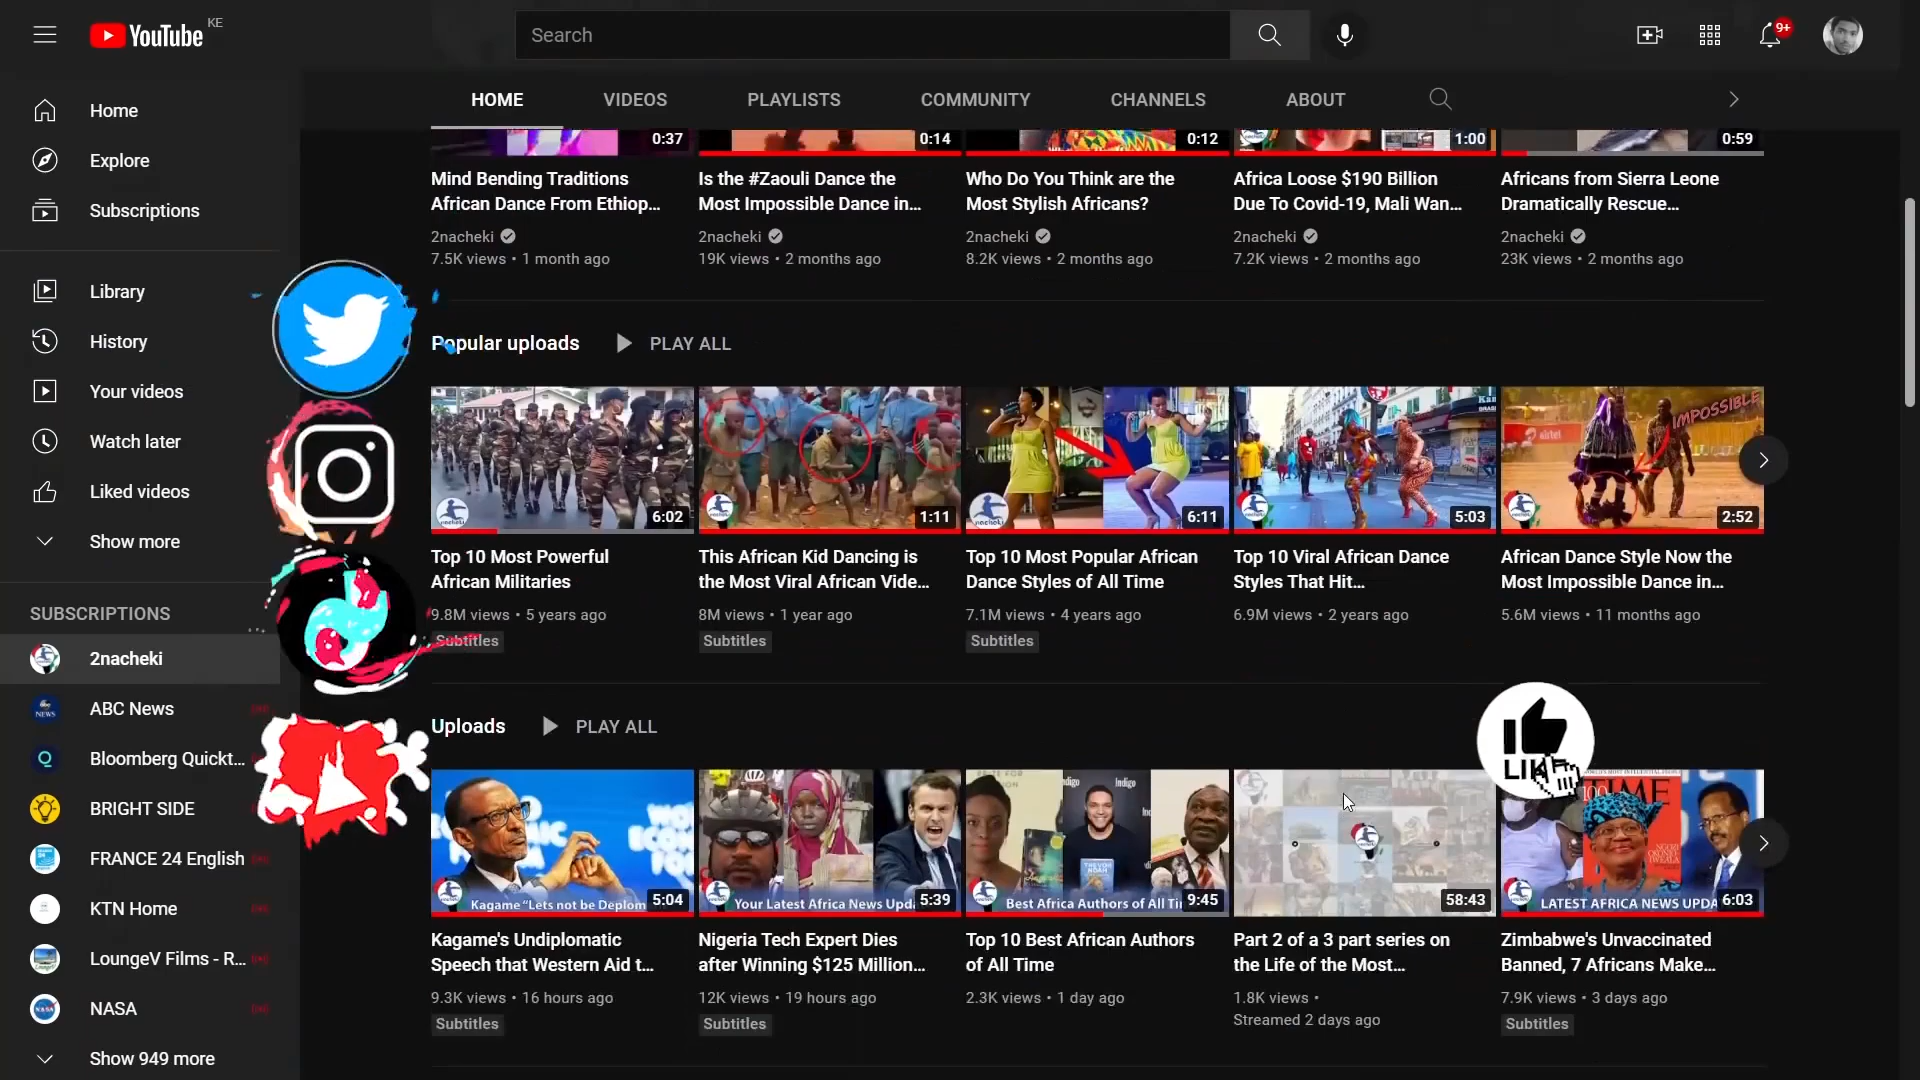 YouTube KE
Search
9+
Home
Explore
Subscriptions
Library
History
Your videos
Watch later
Liked videos
Show more
SUBSCRIPTIONS
2nacheki
ABC News
Bloomberg Quickt...
BRIGHT SIDE
FRANCE 24 English
KTN Home
LoungeV Films - R...
NASA
Show 949 more
HOME VIDEOS PLAYLISTS COMMUNITY CHANNELS ABOUT
0:37 0:14 0:12 1:00 0:59
Mind Bending Traditions
African Dance From Ethiop...
2nacheki
7.5K views • 1 month ago
Is the #Zaouli Dance the
Most Impossible Dance in...
2nacheki
19K views • 2 months ago
Who Do You Think are the
Most Stylish Africans?
2nacheki
8.2K views • 2 months ago
Africa Loose $190 Billion
Due To Covid-19, Mali Wan...
2nacheki
7.2K views • 2 months ago
Africans from Sierra Leone
Dramatically Rescue...
2nacheki
23K views • 2 months ago
Popular uploads PLAY ALL
IMPOSSIBLE
airtel
nacheki
6:02 1:11 6:11 5:03 2:52
Top 10 Most Powerful
African Militaries
9.8M views • 5 years ago
Subtitles
This African Kid Dancing is
the Most Viral African Vide...
8M views • 1 year ago
Subtitles
Top 10 Most Popular African
Dance Styles of All Time
7.1M views • 4 years ago
Subtitles
Top 10 Viral African Dance
Styles That Hit...
6.9M views • 2 years ago
African Dance Style Now the
Most Impossible Dance in...
5.6M views • 11 months ago
Uploads PLAY ALL
LIKE
Indigo
TREVOR
NOAH
100
TIME
Kagame "Lets not be Deplom
5:04
Your Latest Africa News Upda
5:39
Best Africa Authors of All Ti
9:45
58:43
LATEST AFRICA NEWS UPDA
6:03
Kagame's Undiplomatic
Speech that Western Aid t...
9.3K views • 16 hours ago
Subtitles
Nigeria Tech Expert Dies
after Winning $125 Million...
12K views • 19 hours ago
Subtitles
Top 10 Best African Authors
of All Time
2.3K views • 1 day ago
Part 2 of a 3 part series on
the Life of the Most...
1.8K views •
Streamed 2 days ago
Zimbabwe's Unvaccinated
Banned, 7 Africans Make...
7.9K views • 3 days ago
Subtitles